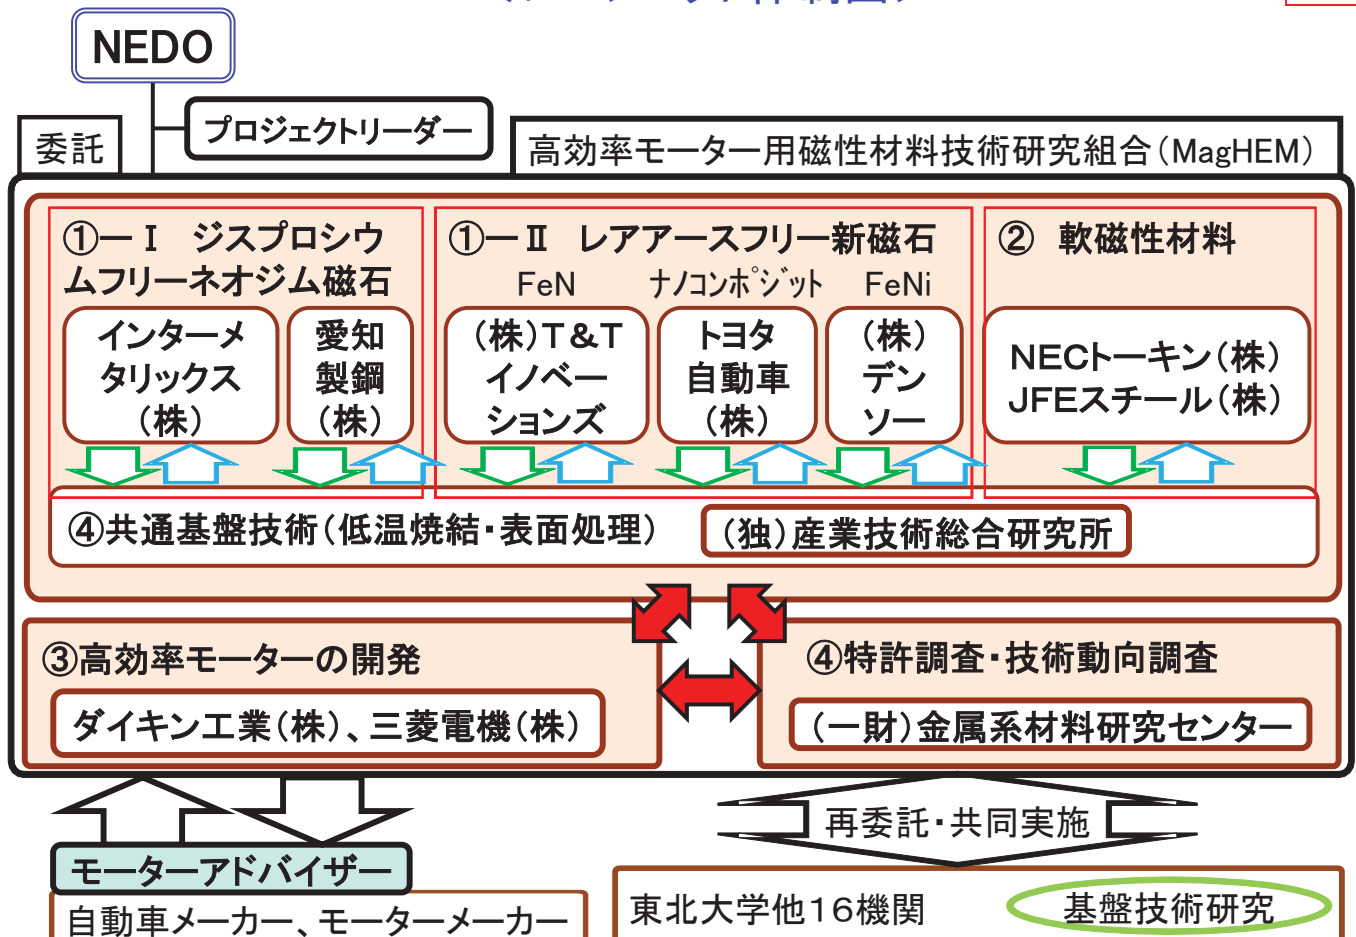 NEDO
プロジェクトリーダー
委託
高効率モーター用磁性材料技術研究組合(MagHEM)
①ーⅠ ジスプロシウ
ムフリーネオジム磁石
①ーⅡ レアアースフリー新磁石
FeN ナノコンポジット FeNi
② 軟磁性材料
インターメ
タリックス
(株)
愛知
製鋼
(株)
(株)T&T
イノベー
ションズ
トヨタ
自動車
(株)
(株)
デン
ソー
NECトーキン(株)
JFEスチール(株)
④共通基盤技術(低温焼結・表面処理)
(独)産業技術総合研究所
③高効率モーターの開発
ダイキン工業(株)、三菱電機(株)
④特許調査・技術動向調査
(一財)金属系材料研究センター
再委託・共同実施
モーターアドバイザー
自動車メーカー、モーターメーカー
東北大学他16機関
基盤技術研究